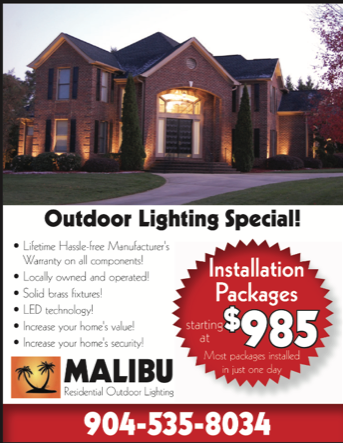 Outdoor Lighting Special!
• Lifetime Hassle-free Manufacturer's
Warranty on all components!
• Locally owned and operated!
• Solid brass fixtures!
• LED technology!
• Increase your home's value!
• Increase your home's security!
Installation
Packages
starting
at
$985
Most packages installed
in just one day
MALIBU
Residential Outdoor Lighting
904-535-8034